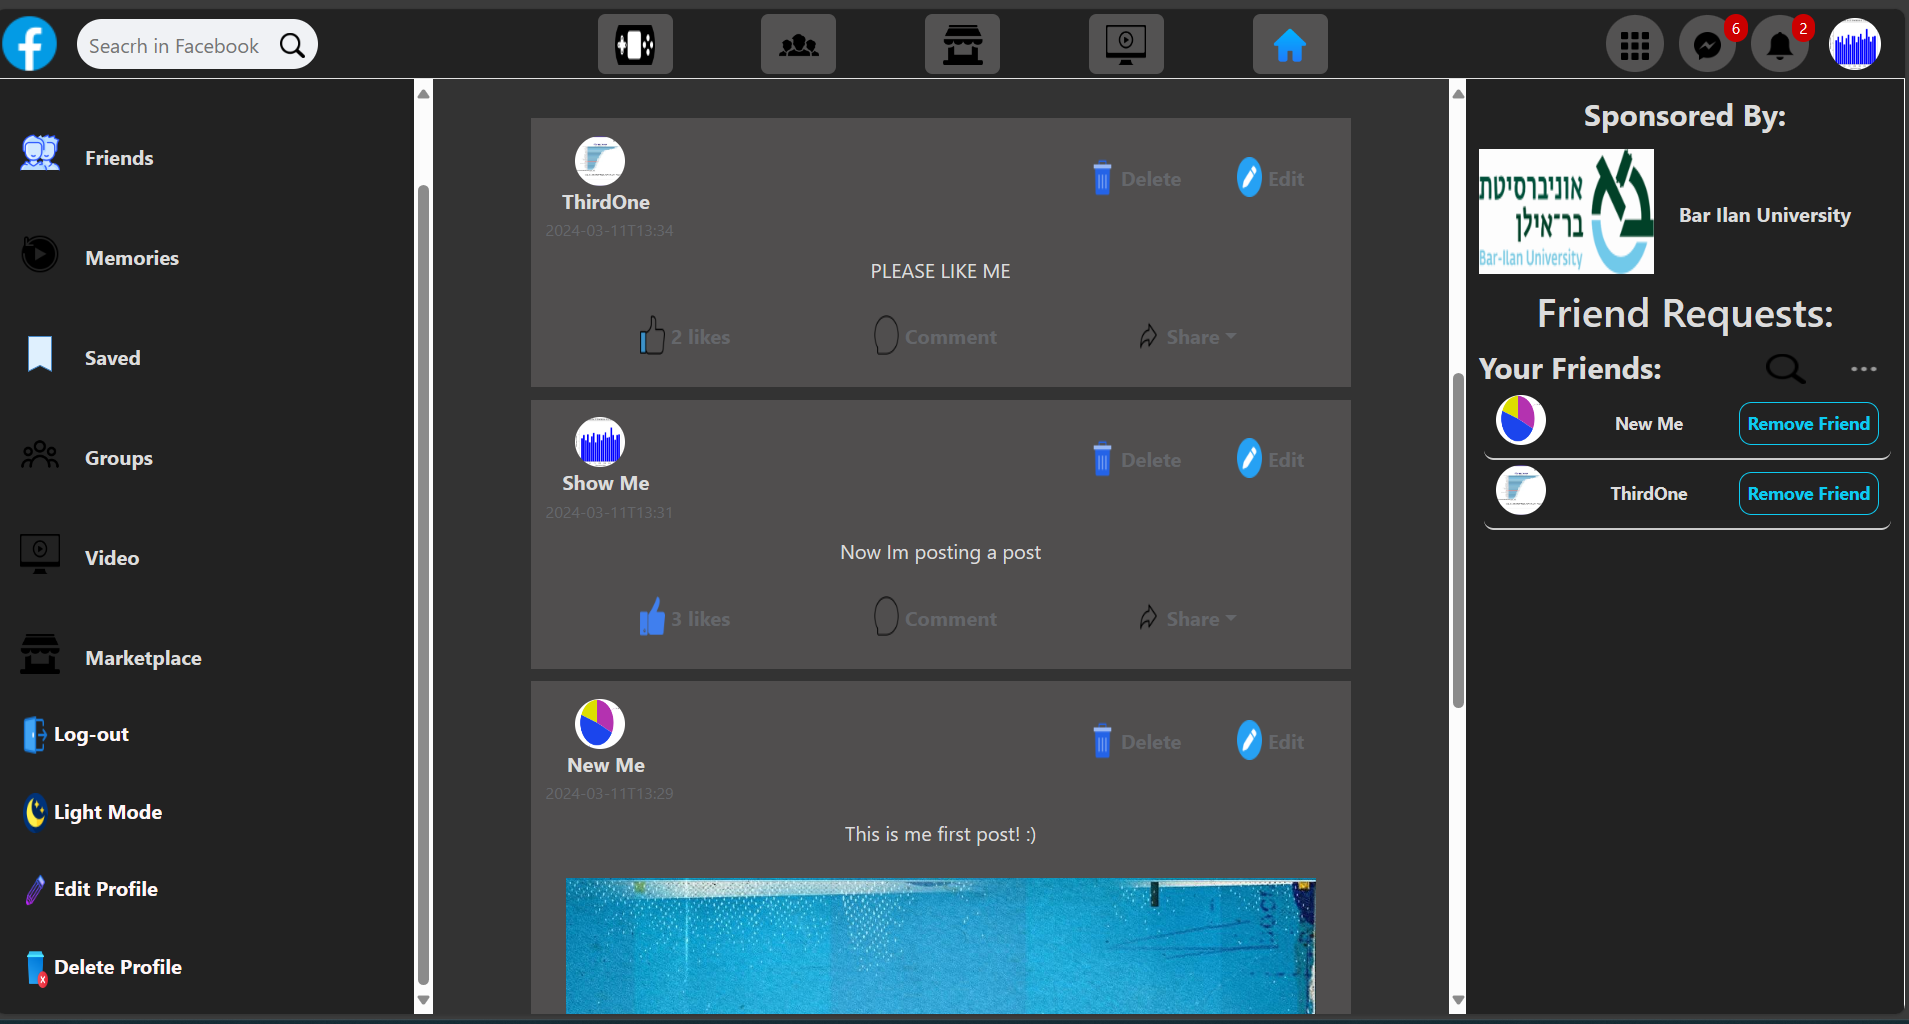 Seacrh in Facebook
6
2
Friends
Memories
Saved
Groups
Video
Marketplace
Log-out
Light Mode
Edit Profile
Delete Profile
ThirdOne
2024-03-11T13:34
Delete
Edit
PLEASE LIKE ME
2 likes
Comment
Share
Show Me
2024-03-11T13:31
Delete
Edit
Now Im posting a post
3 likes
Comment
Share
New Me
2024-03-11T13:29
Delete
Edit
This is me first post! :)
Sponsored By:
אוניברסיטת
בר-אילן
Bar-Ilan University
Bar Ilan University
Friend Requests:
Your Friends:
New Me
Remove Friend
ThirdOne
Remove Friend